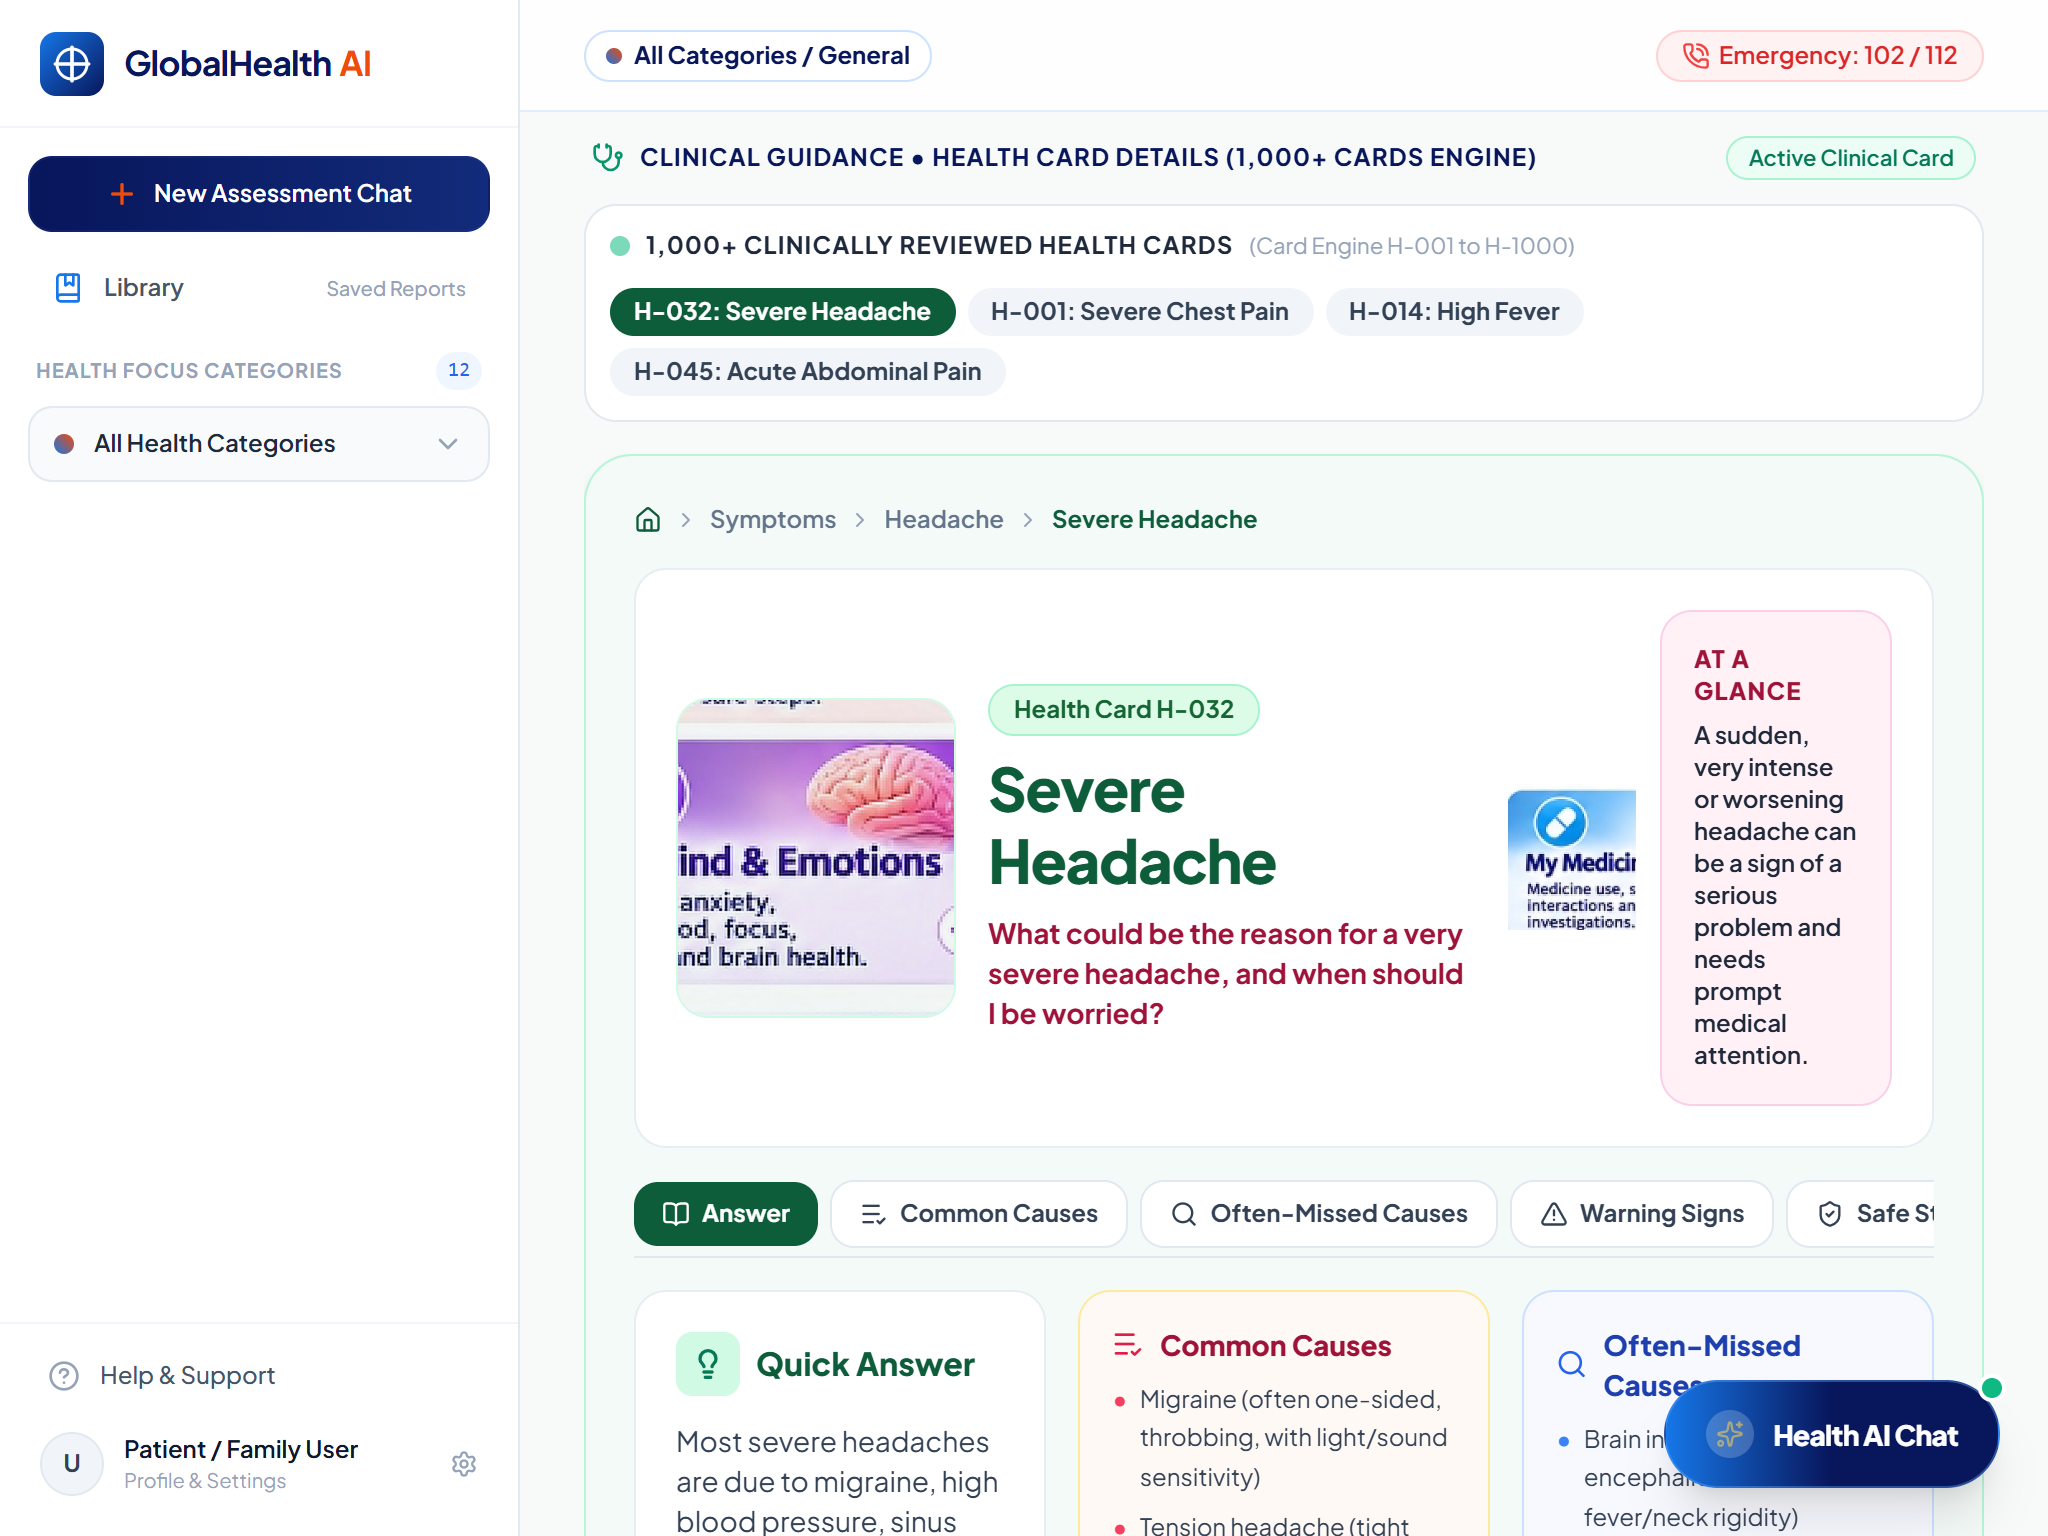 GlobalHealth AI
New Assessment Chat
Library
Saved Reports
HEALTH FOCUS CATEGORIES
12
All Health Categories
Help & Support
U
Patient / Family User
Profile & Settings
All Categories / General
Emergency: 102 / 112
CLINICAL GUIDANCE • HEALTH CARD DETAILS (1,000+ CARDS ENGINE)
Active Clinical Card
1,000+ CLINICALLY REVIEWED HEALTH CARDS (Card Engine H-001 to H-1000)
H-032: Severe Headache
H-001: Severe Chest Pain
H-014: High Fever
H-045: Acute Abdominal Pain
Symptoms
Headache
Severe Headache
ind & Emotions
anxiety,
od, focus,
nd brain health.
Health Card H-032
Severe
Headache
What could be the reason for a very
severe headache, and when should
I be worried?
My Medicin
Medicine use, s
interactions an
investigations.
AT A
GLANCE
A sudden,
very intense
or worsening
headache can
be a sign of a
serious
problem and
needs
prompt
medical
attention.
Answer
Common Causes
Often-Missed Causes
Warning Signs
Safe St
Quick Answer
Most severe headaches
are due to migraine, high
blood pressure, sinus
Common Causes
Migraine (often one-sided,
throbbing, with light/sound
sensitivity)
Tension headache (tight
Often-Missed
Causes
Brain in
encephal
fever/neck rigidity)
Health AI Chat